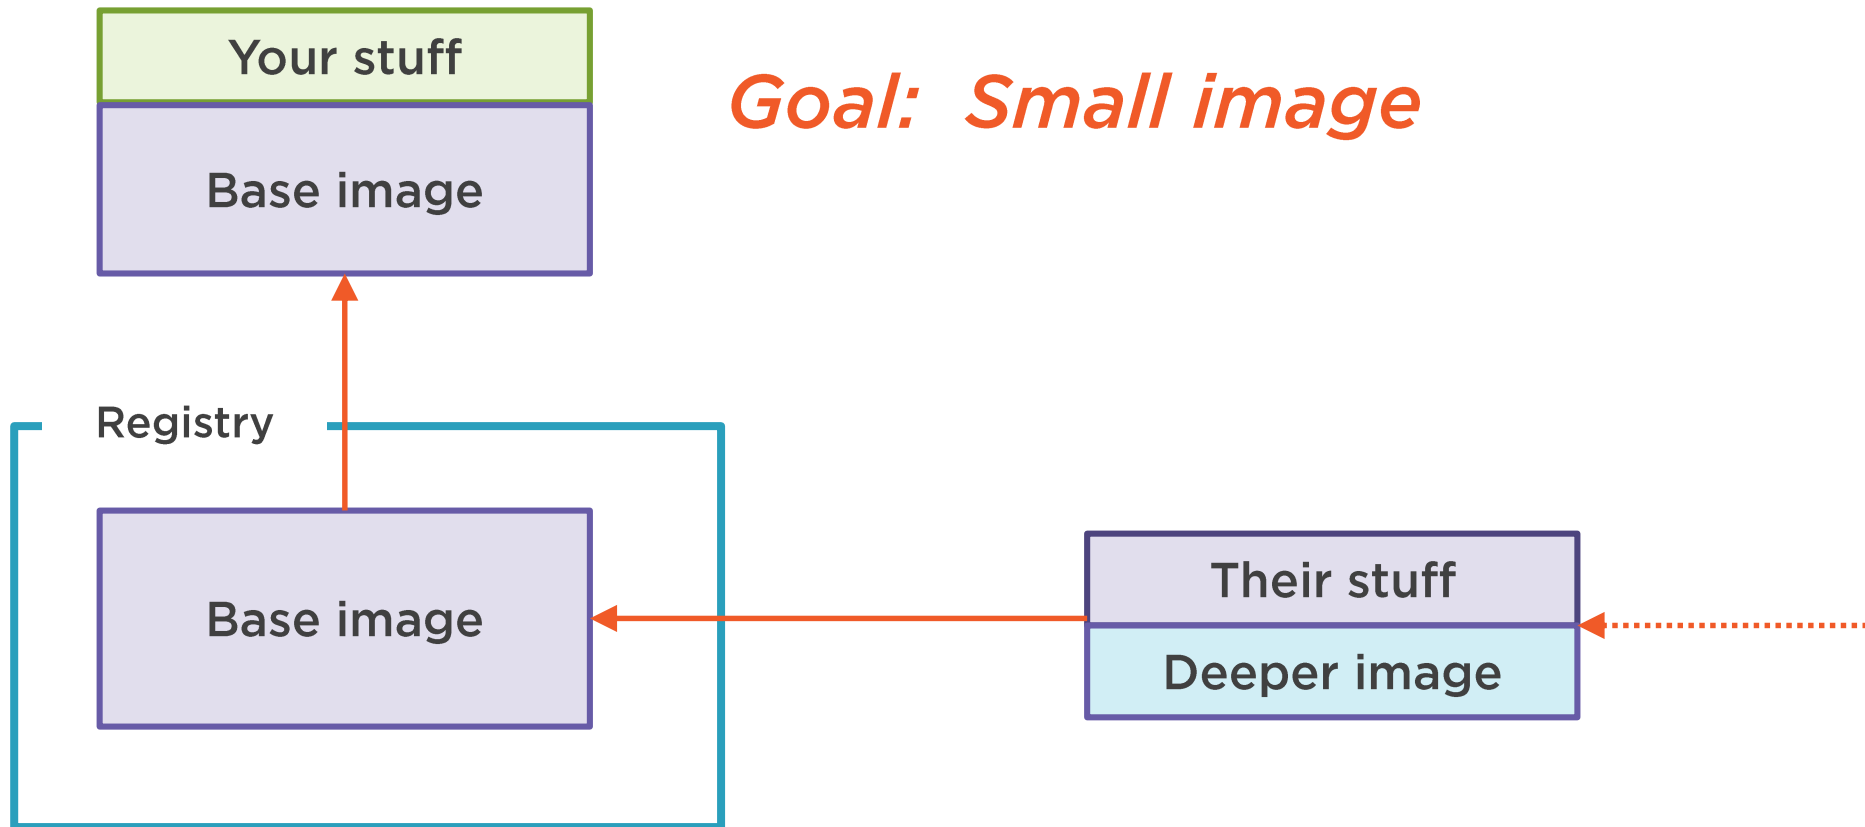 Your stuff
Goal: Small image
Base image
Registry
Base image
Their stuff
Deeper image